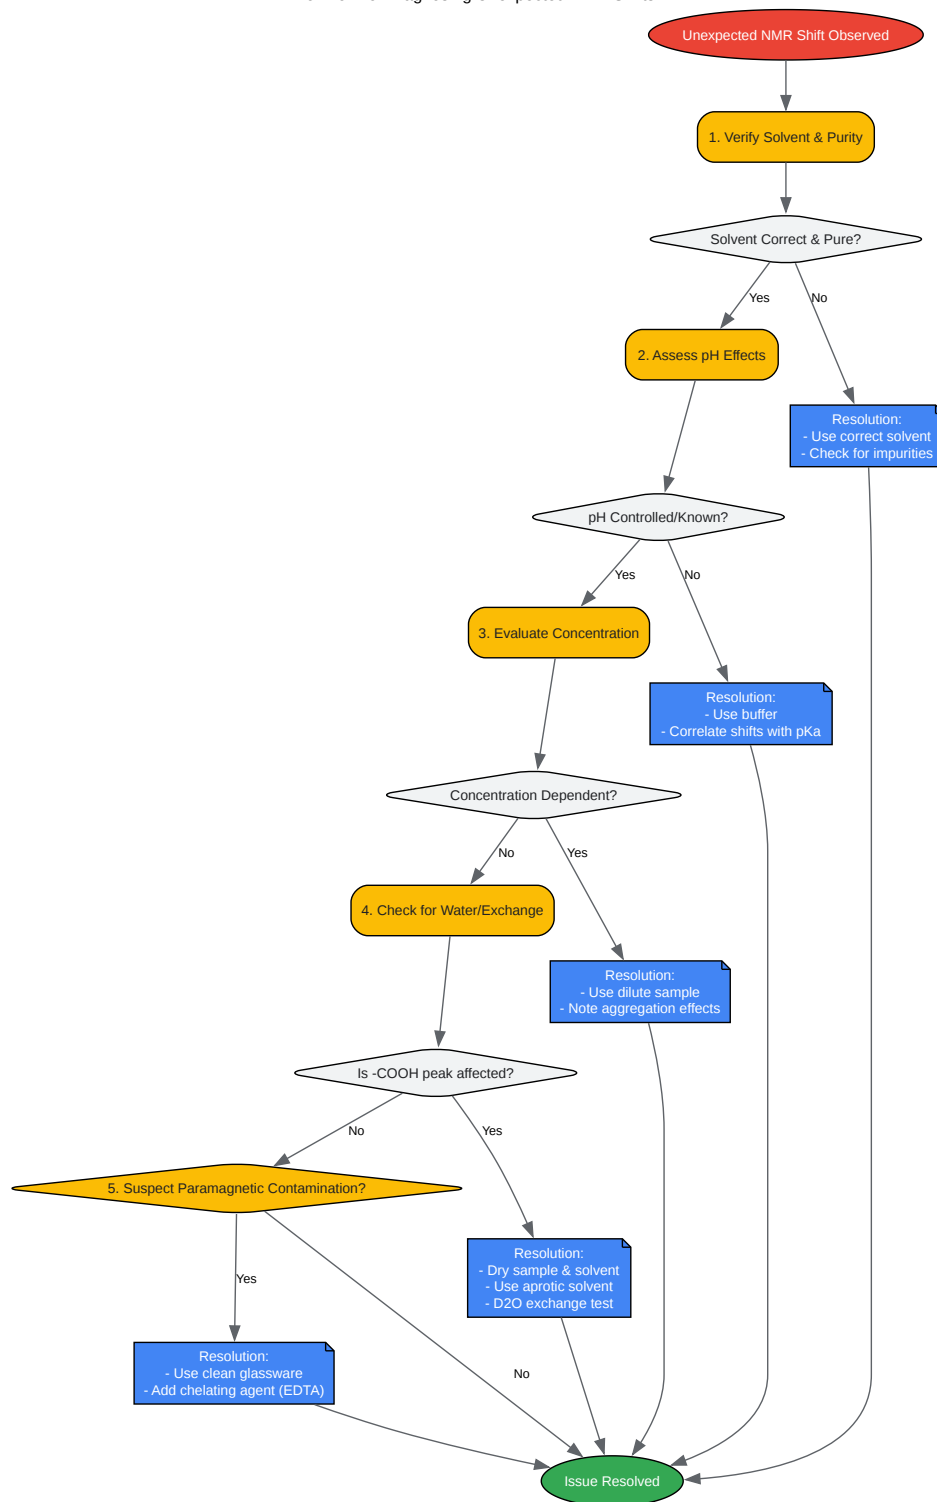 Unexpected NMR Shift Observed
1. Verify Solvent & Purity
Solvent Correct & Pure?
Yes
No
2. Assess pH Effects
Resolution:
- Use correct solvent
- Check for impurities
pH Controlled/Known?
Yes
No
3. Evaluate Concentration
Resolution:
- Use buffer
- Correlate shifts with pKa
Concentration Dependent?
No
Yes
4. Check for Water/Exchange
Resolution:
- Use dilute sample
- Note aggregation effects
Is -COOH peak affected?
No
Yes
5. Suspect Paramagnetic Contamination?
Resolution:
- Dry sample & solvent
- Use aprotic solvent
- D2O exchange test
Yes
No
Resolution:
- Use clean glassware
- Add chelating agent (EDTA)
Issue Resolved